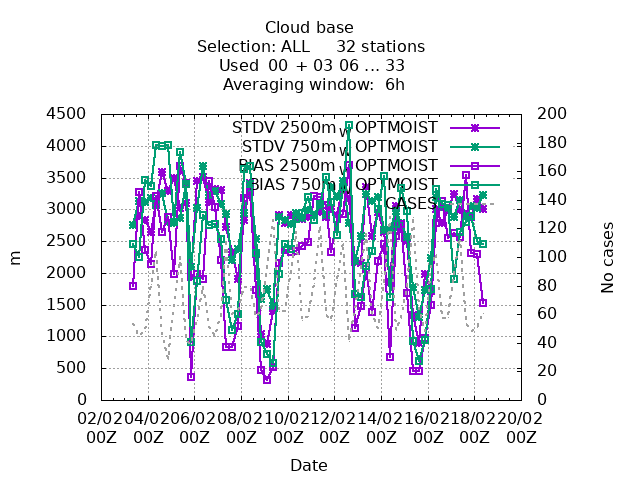 Cloud base
Selection: ALL 32 stations
Used 00 + 03 06 ... 33
Averaging window: 6h
4500
4000
3500
3000
2500
2000
1500
1000
500
0
m
STDV 2500m_w OPTMOIST
STDV 750m_w OPTMOIST
BIAS 2500m_w OPTMOIST
BIAS 750m_w OPTMOIST
CASES
200
180
160
140
120
100
80
60
40
20
0
No cases
02/02 04/02 06/02 08/02 10/02 12/02 14/02 16/02 18/02 20/02
00Z 00Z 00Z 00Z 00Z 00Z 00Z 00Z 00Z 00Z
Date